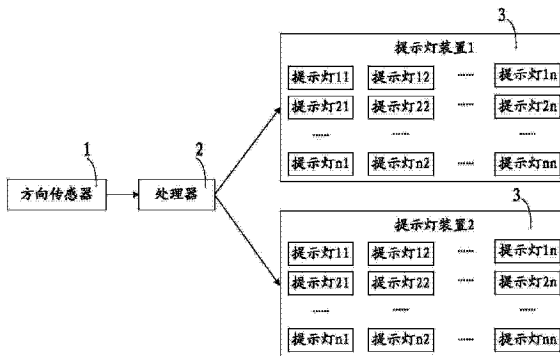 3
提示灯装置1
提示灯11 提示灯12 …… 提示灯1n
提示灯21 提示灯22 …… 提示灯2n
…… …… ……
提示灯n1 提示灯n2 …… 提示灯nn
1 2
方向传感器 处理器
3
提示灯装置2
提示灯11 提示灯12 …… 提示灯1n
提示灯21 提示灯22 …… 提示灯2n
…… …… ……
提示灯n1 提示灯n2 …… 提示灯nn